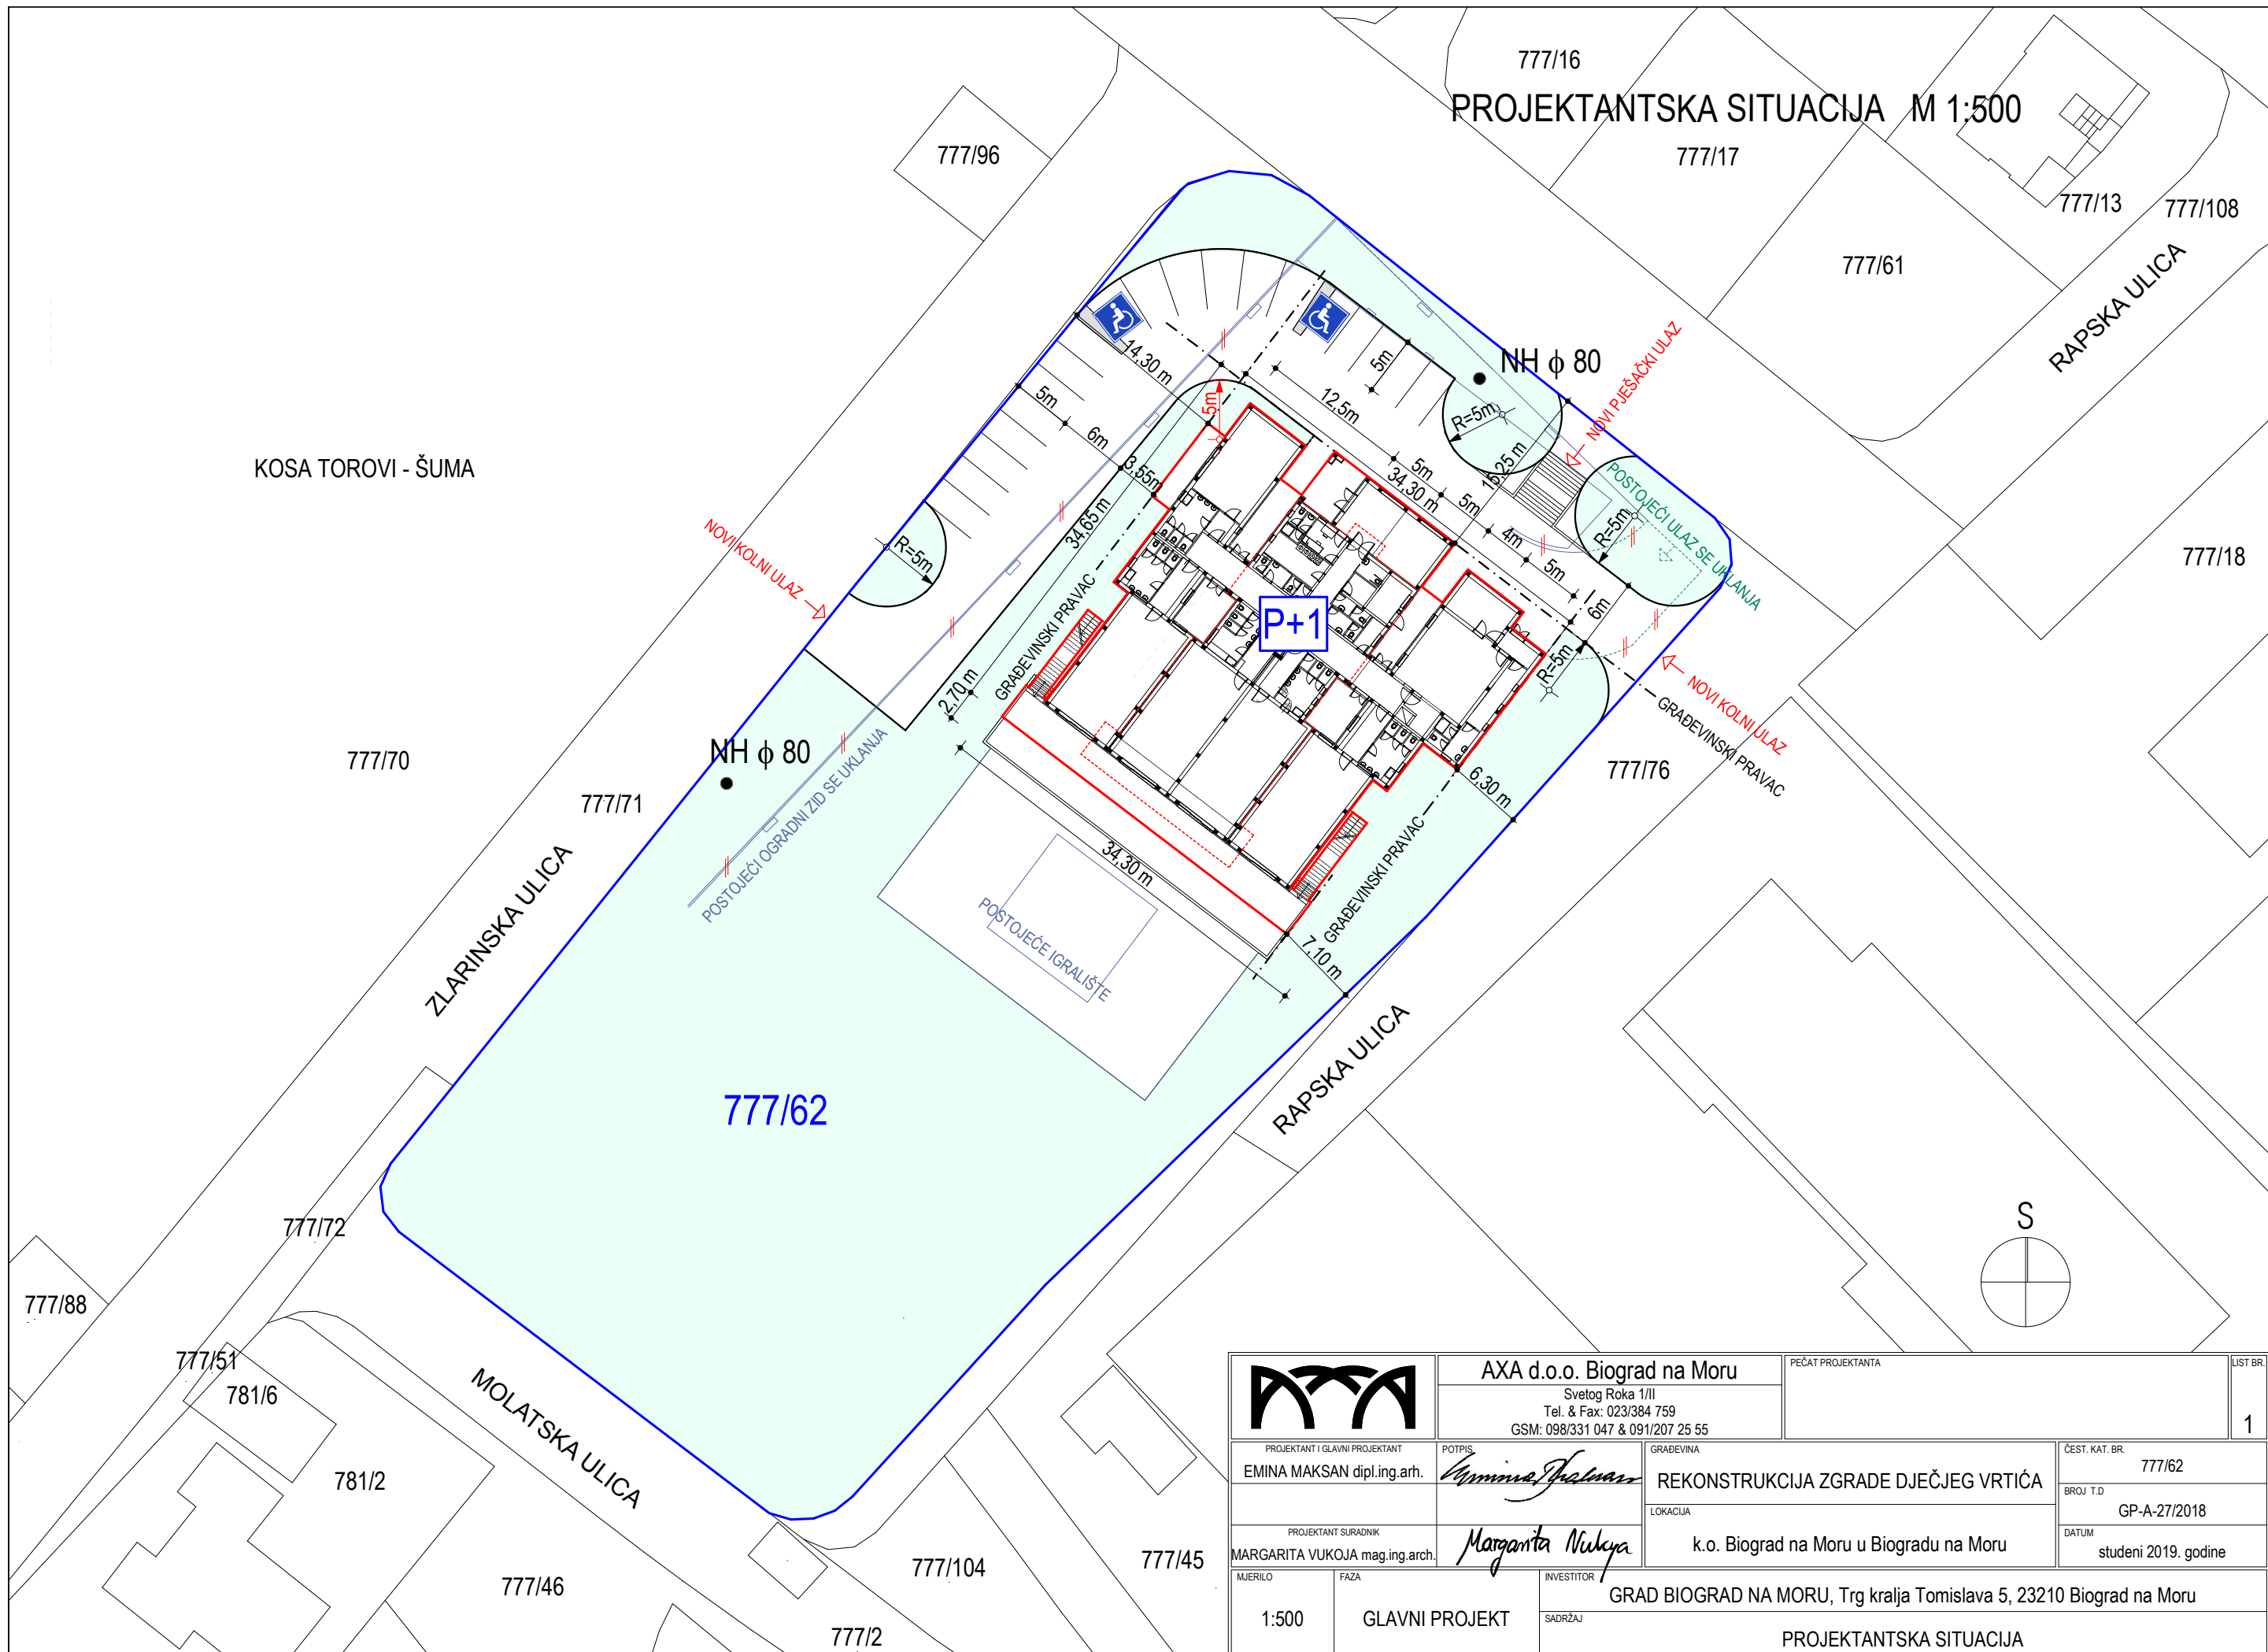 777/16
PROJEKTANTSKA SITUACIJA M 1:500
777/96
777/17
777/13
777/108
777/61
RAPSKA ULICA
KOSA TOROVI - ŠUMA
14,30 m
5m
12,5m
5m
NH ϕ 80
R=5m
NOVI PJEŠAČKI ULAZ
5m
6m
3,55m
34,65 m
5m
34,30 m
5m
15,25 m
4m
5m
R=5m
POSTOJEĆI ULAZ SE UKLANJA
6m
777/18
NOVI KOLNI ULAZ
R=5m
GRAĐEVINSKI PRAVAC
P+1
R=5m
NOVI KOLNI ULAZ
GRAĐEVINSKI PRAVAC
2,70 m
777/70
NH ϕ 80
777/71
POSTOJEĆI OGRADNI ZID SE UKLANJA
777/76
6,30 m
GRAĐEVINSKI PRAVAC
34,30 m
7,10 m
POSTOJEĆE IGRALIŠTE
ZLARINSKA ULICA
RAPSKA ULICA
777/62
777/72
S
777/88
777/51
781/6
781/2
MOLATSKA ULICA
777/46
777/104
777/45
777/2
AXA d.o.o. Biograd na Moru
Svetog Roka 1/II
Tel. & Fax: 023/384 759
GSM: 098/331 047 & 091/207 25 55
PEČAT PROJEKTANTA
LIST BR.
1
PROJEKTANT I GLAVNI PROJEKTANT
EMINA MAKSAN dipl.ing.arh.
POTPIS
GRAĐEVINA
REKONSTRUKCIJA ZGRADE DJEČJEG VRTIĆA
ČEST. KAT. BR.
777/62
BROJ T.D
GP-A-27/2018
PROJEKTANT SURADNIK
MARGARITA VUKOJA mag.ing.arch.
LOKACIJA
k.o. Biograd na Moru u Biogradu na Moru
DATUM
studeni 2019. godine
MJERILO
1:500
FAZA
GLAVNI PROJEKT
INVESTITOR
GRAD BIOGRAD NA MORU, Trg kralja Tomislava 5, 23210 Biograd na Moru
SADRŽAJ
PROJEKTANTSKA SITUACIJA